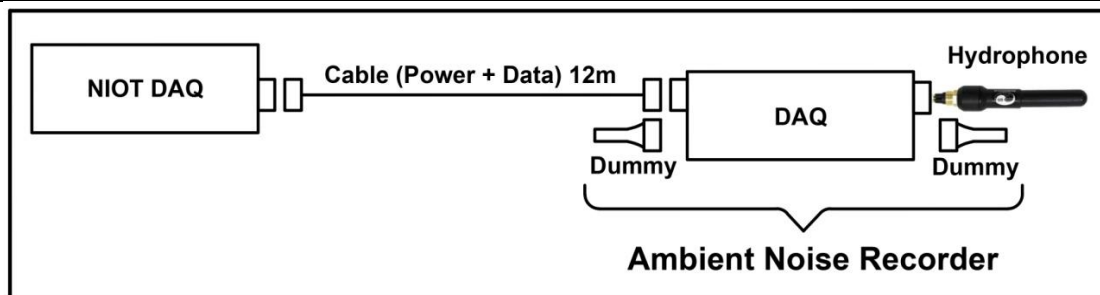 NIOT DAQ
Cable (Power + Data) 12m
DAQ
Hydrophone
Dummy
Dummy
Ambient Noise Recorder